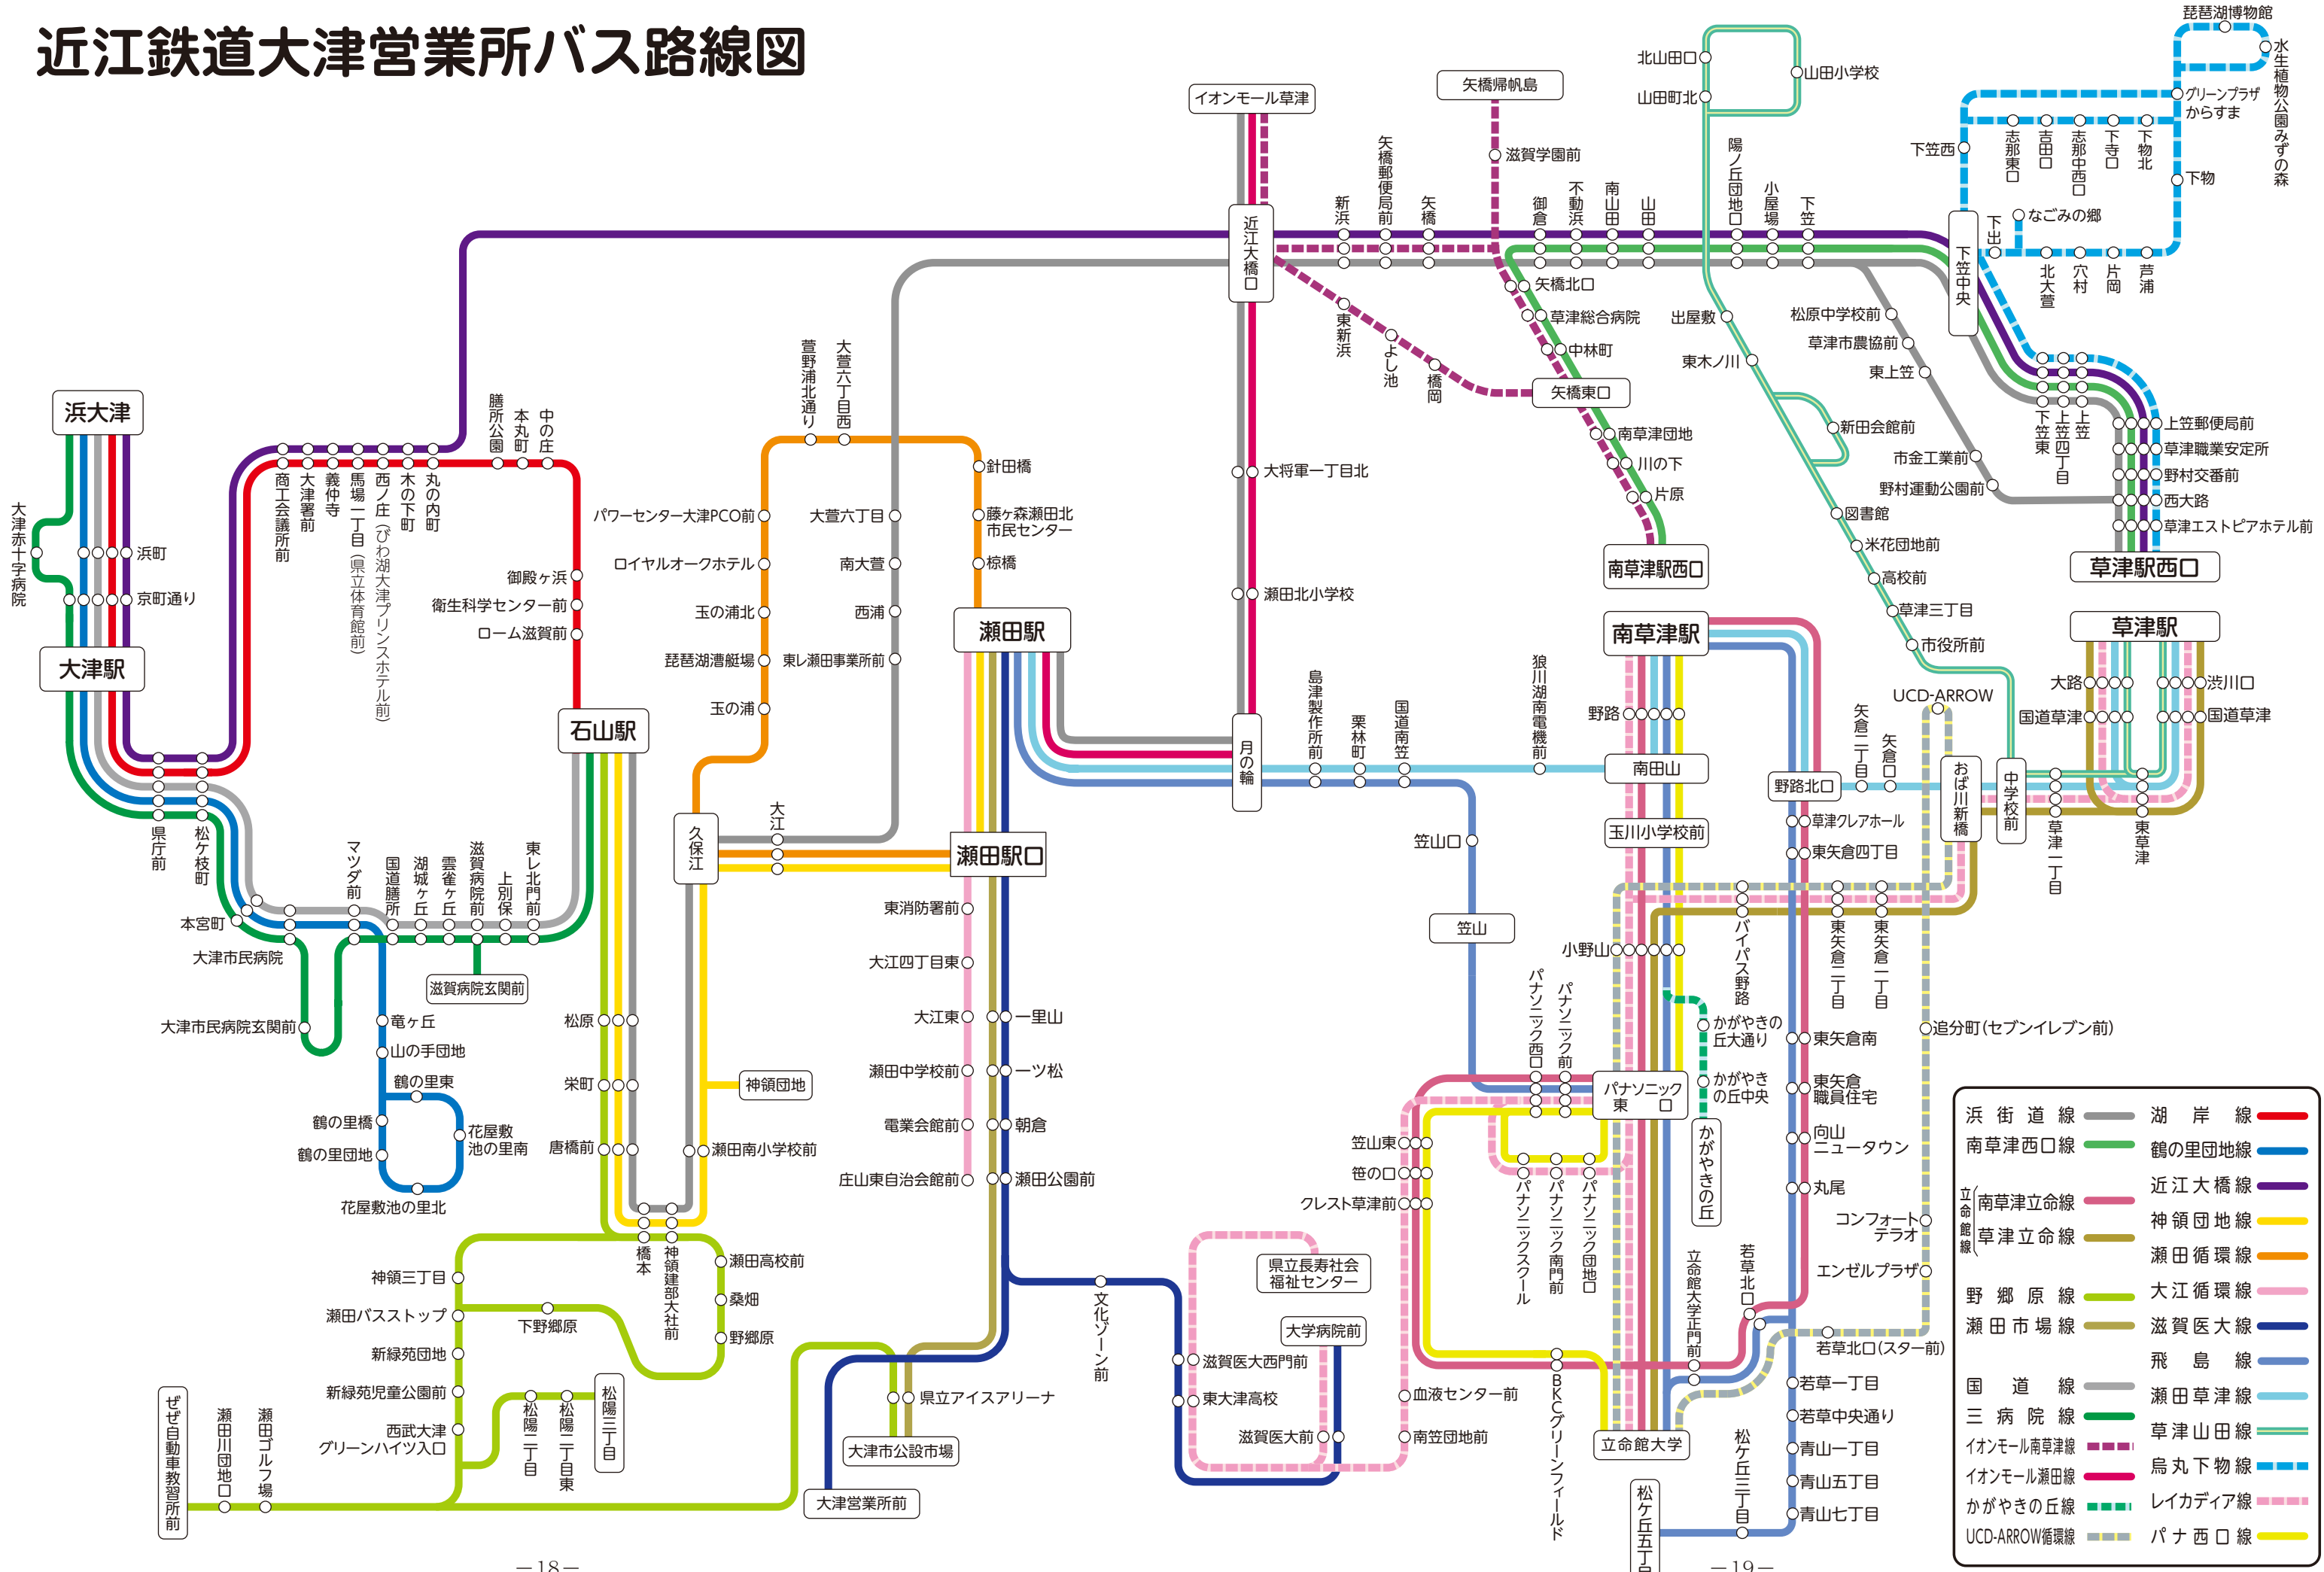 近江鉄道大津営業所バス路線図
浜大津
大津赤十字病院
浜町
京町通り
大津駅
県庁前
松ケ枝町
本宮町
大津市民病院
大津市民病院玄関前
商工会議所前
大津署前
義仲寺
馬場一丁目(県立体育館前)
西ノ庄(びわ湖大津プリンスホテル前)
木の下町
丸の内町
膳所公園
本丸町
中の庄
御殿ヶ浜
衛生科学センター前
ローム滋賀前
石山駅
マツダ前
国道膳所
湖城ヶ丘
雲雀ヶ丘
滋賀病院前
上別保
東レ北門前
滋賀病院玄関前
竜ヶ丘
山の手団地
鶴の里東
鶴の里橋
鶴の里団地
花屋敷
池の里南
花屋敷池の里北
松原
栄町
唐橋前
橋本
神領建部大社前
神領団地
瀬田南小学校前
瀬田高校前
桑畑
野郷原
神領三丁目
瀬田バスストップ
下野郷原
新緑苑団地
新緑苑児童公園前
西武大津
グリーンハイツ入口
松陽二丁目
松陽二丁目東
松陽三丁目
ぜぜ自動車教習所前
瀬田川団地口
瀬田ゴルフ場
萱野浦北通り
大萱六丁目西
パワーセンター大津PCO前
ロイヤルオークホテル
玉の浦北
琵琶湖漕艇場
玉の浦
久保江
大江
大萱六丁目
南大萱
西浦
東レ瀬田事業所前
針田橋
藤ヶ森瀬田北
市民センター
椋橋
瀬田駅
瀬田駅口
東消防署前
大江四丁目東
大江東
瀬田中学校前
電業会館前
庄山東自治会館前
一里山
一ツ松
朝倉
瀬田公園前
文化ゾーン前
県立アイスアリーナ
大津市公設市場
大津営業所前
イオンモール草津
近江大橋口
大将軍一丁目北
瀬田北小学校
月の輪
新浜
矢橋郵便局前
矢橋
矢橋帰帆島
滋賀学園前
御倉
不動浜
南山田
山田
陽ノ丘団地口
小屋場
下笠
東新浜
よし池
橋岡
矢橋北口
草津総合病院
中林町
矢橋東口
南草津団地
川の下
片原
南草津駅西口
北山田口
山田町北
山田小学校
出屋敷
東木ノ川
新田会館前
図書館
米花団地前
高校前
草津三丁目
市役所前
松原中学校前
草津市農協前
東上笠
市金工業前
野村運動公園前
琵琶湖博物館
水生植物公園みずの森
グリーンプラザ
からすま
下物
下笠西
志那東口
吉田口
志那中西口
下寺口
下物北
下笠中央
下出
なごみの郷
北大萱
穴村
片岡
芦浦
下笠東
上笠四丁目
上笠
上笠郵便局前
草津職業安定所
野村交番前
西大路
草津エストピアホテル前
草津駅西口
草津駅
大路
国道草津
渋川口
国道草津
東草津
草津一丁目
中学校前
おば川新橋
UCD-ARROW
矢倉二丁目
矢倉口
島津製作所前
栗林町
国道南笠
狼川湖南電機前
笠山口
笠山
南草津駅
野路
南田山
玉川小学校前
小野山
野路北口
草津クレアホール
東矢倉四丁目
バイパス野路
東矢倉二丁目
東矢倉一丁目
かがやきの
丘大通り
かがやき
の丘中央
かがやきの丘
東矢倉南
東矢倉
職員住宅
向山
ニュータウン
丸尾
追分町(セブンイレブン前)
コンフォート
テラオ
エンゼルプラザ
パナソニック西口
パナソニック前
パナソニック
東口
笠山東
笹の口
クレスト草津前
パナソニックスクール
パナソニック南門前
パナソニック団地口
県立長寿社会
福祉センター
大学病院前
滋賀医大西門前
東大津高校
滋賀医大前
血液センター前
南笠団地前
BKCグリーンフィールド
立命館大学正門前
立命館大学
若草北口
若草北口(スター前)
若草一丁目
若草中央通り
青山一丁目
青山五丁目
青山七丁目
松ケ丘三丁目
松ケ丘五丁目
浜街道線
南草津西口線
立命館線
南草津立命線
草津立命線
野郷原線
瀬田市場線
国道線
三病院線
イオンモール南草津線
イオンモール瀬田線
かがやきの丘線
UCD-ARROW循環線
湖岸線
鶴の里団地線
近江大橋線
神領団地線
瀬田循環線
大江循環線
滋賀医大線
飛島線
瀬田草津線
草津山田線
烏丸下物線
レイカディア線
パナ西口線
―18―
―19―